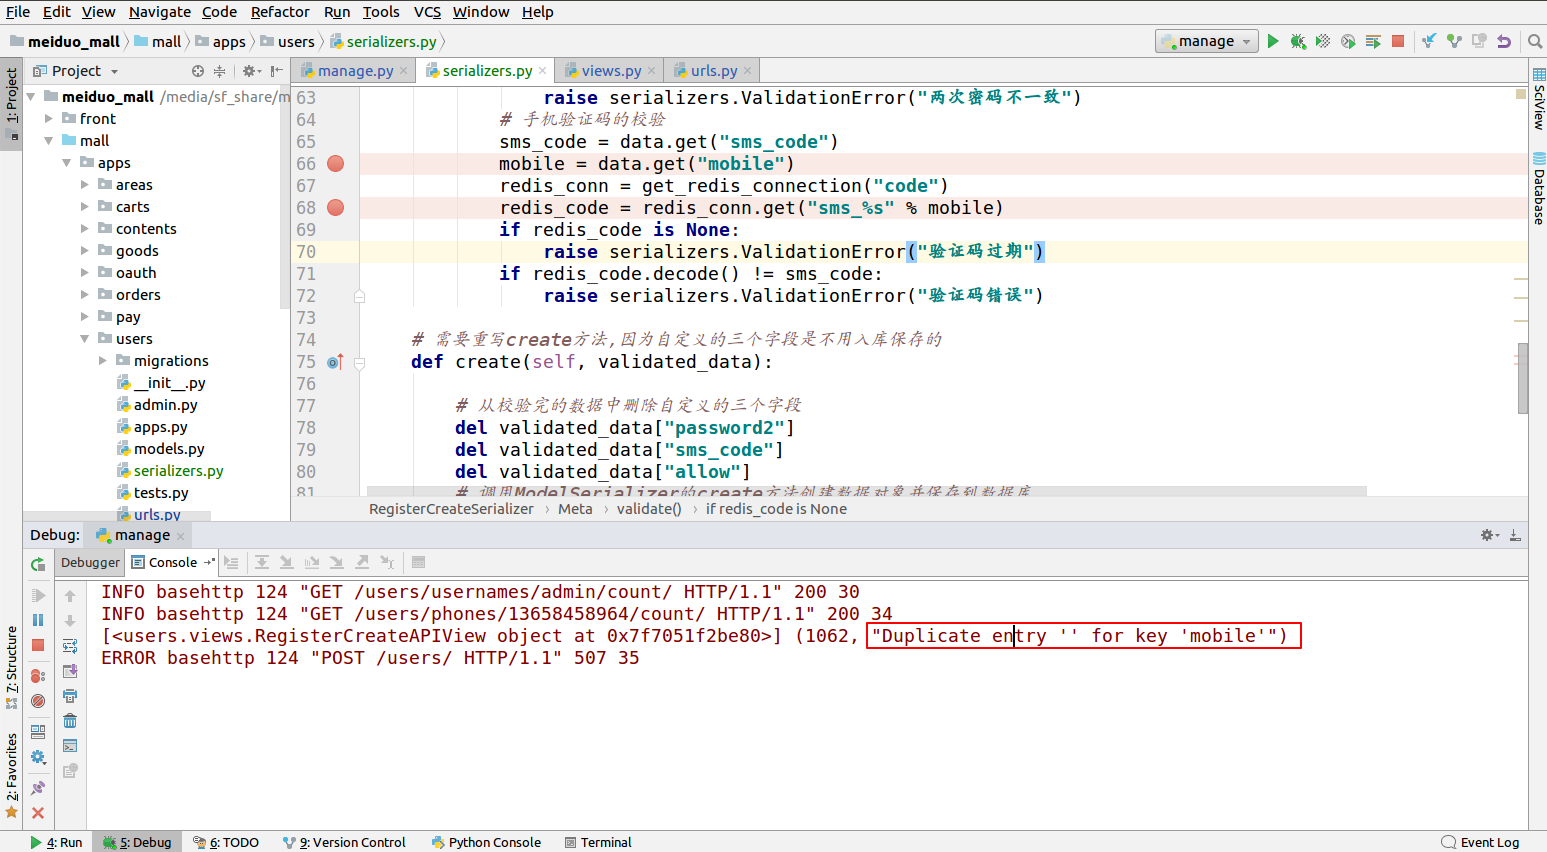 File Edit View Navigate Code Refactor Run Tools VCS Window Help
meiduo_mall mall apps users serializers.py
manage
1: Project
Project
manage.py serializers.py views.py urls.py
meiduo_mall /media/sf_share/m
front
mall
apps
areas
carts
contents
goods
oauth
orders
pay
users
migrations
__init__.py
admin.py
apps.py
models.py
serializers.py
tests.py
urls.py
63 raise serializers.ValidationError("两次密码不一致")
64 # 手机验证码的校验
65 sms_code = data.get("sms_code")
66 mobile = data.get("mobile")
67 redis_conn = get_redis_connection("code")
68 redis_code = redis_conn.get("sms_%s" % mobile)
69 if redis_code is None:
70 raise serializers.ValidationError("验证码过期")
71 if redis_code.decode() != sms_code:
72 raise serializers.ValidationError("验证码错误")
73
74 # 需要重写create方法,因为自定义的三个字段是不用入库保存的
75 def create(self, validated_data):
76
77 # 从校验完的数据中删除自定义的三个字段
78 del validated_data["password2"]
79 del validated_data["sms_code"]
80 del validated_data["allow"]
81 # 调用ModelSerializer的create方法创建数据对象并保存到数据库
RegisterCreateSerializer › Meta › validate() › if redis_code is None
SciView
Database
Debug: manage
Debugger Console
INFO basehttp 124 "GET /users/usernames/admin/count/ HTTP/1.1" 200 30
INFO basehttp 124 "GET /users/phones/13658458964/count/ HTTP/1.1" 200 34
[<users.views.RegisterCreateAPIView object at 0x7f7051f2be80>] (1062, "Duplicate entry '' for key 'mobile'")
ERROR basehttp 124 "POST /users/ HTTP/1.1" 507 35
7: Structure
2: Favorites
4: Run 5: Debug 6: TODO 9: Version Control Python Console Terminal Event Log